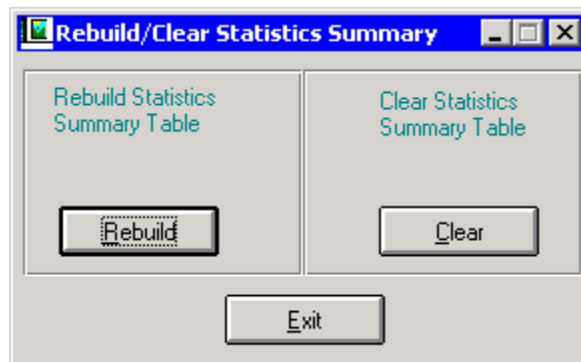 Rebuild/Clear Statistics Summary
Rebuild Statistics
Summary Table
Clear Statistics
Summary Table
Rebuild
Clear
Exit